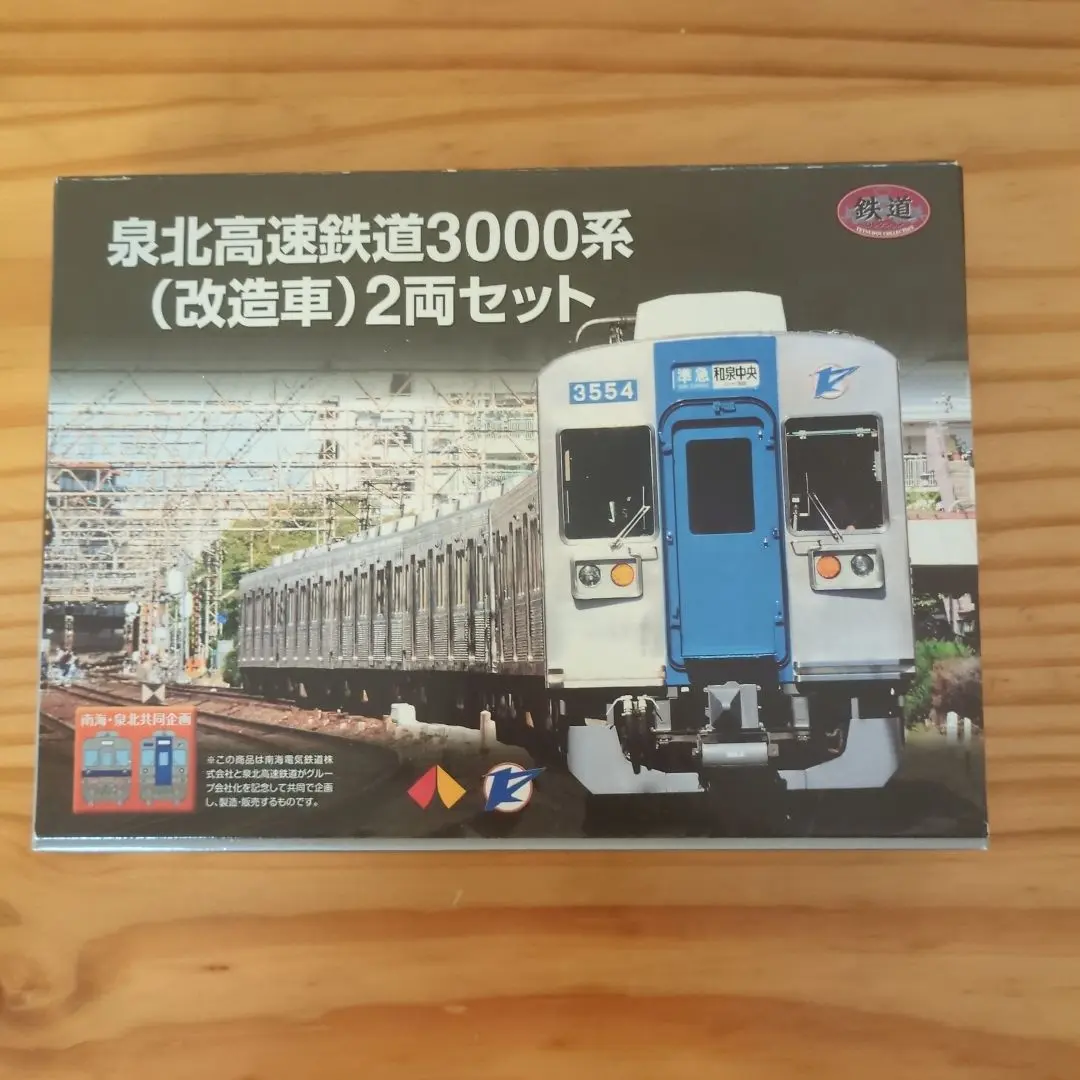 泉北高速鉄道3000系
(改造車)2両セット
鉄道
TETSUDOU COLLECTION
3554
準急
和泉中央
南海・泉北共同企画
※この商品は南海電気鉄道株
式会社と泉北高速鉄道がグルー
プ会社化を記念して共同で企画
し、製造・販売するものです。